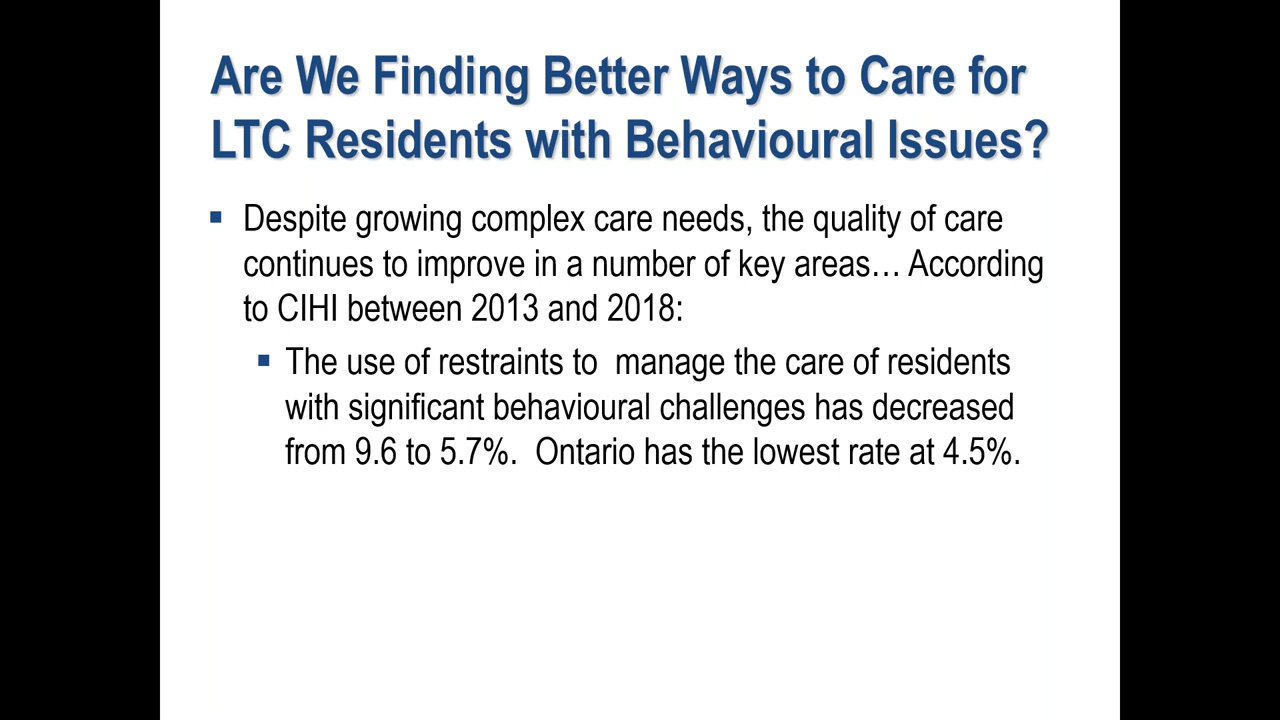 Are We Finding Better Ways to Care for
LTC Residents with Behavioural Issues?
▪ Despite growing complex care needs, the quality of care
continues to improve in a number of key areas… According
to CIHI between 2013 and 2018:
▪ The use of restraints to  manage the care of residents
with significant behavioural challenges has decreased
from 9.6 to 5.7%.  Ontario has the lowest rate at 4.5%.